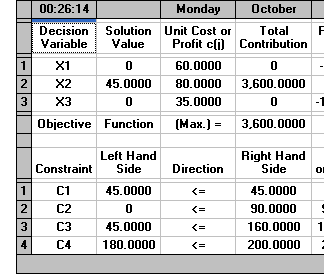 00:26:14 Monday October
Decision Solution Unit Cost or Total F
Variable Value Profit c(j) Contribution
1 X1 0 60.0000 0 -
2 X2 45.0000 80.0000 3,600.0000
3 X3 0 35.0000 0 -1
Objective Function (Max.) = 3,600.0000
Left Hand Right Hand
Constraint Side Direction Side
1 C1 45.0000 <= 45.0000
2 C2 0 <= 90.0000
3 C3 45.0000 <= 160.0000 1
4 C4 180.0000 <= 200.0000